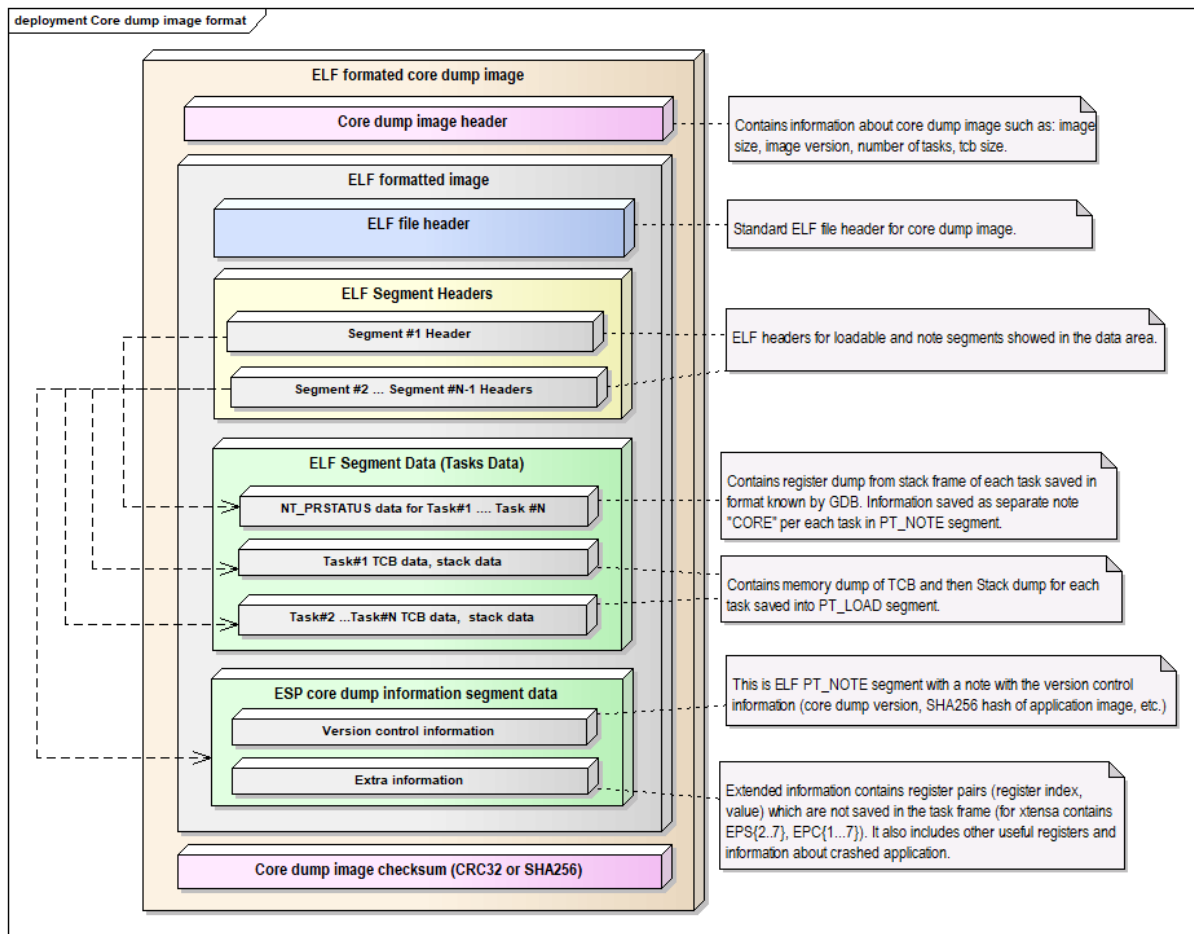 deployment Core dump image format
ELF formated core dump image
Core dump image header
Contains information about core dump image such as: image
size, image version, number of tasks, tcb size.
ELF formatted image
ELF file header
Standard ELF file header for core dump image.
ELF Segment Headers
Segment #1 Header
ELF headers for loadable and note segments showed in the data area.
Segment #2 ... Segment #N-1 Headers
ELF Segment Data (Tasks Data)
NT_PRSTATUS data for Task#1 .... Task #N
Contains register dump from stack frame of each task saved in
format known by GDB. Information saved as separate note
"CORE" per each task in PT_NOTE segment.
Task#1 TCB data, stack data
Task#2 ...Task#N TCB data, stack data
Contains memory dump of TCB and then Stack dump for each
task saved into PT_LOAD segment.
ESP core dump information segment data
Version control information
This is ELF PT_NOTE segment with a note with the version control
information (core dump version, SHA256 hash of application image, etc.)
Extra information
Extended information contains register pairs (register index,
value) which are not saved in the task frame (for xtensa contains
EPS{2..7}, EPC{1...7}). It also includes other useful registers and
information about crashed application.
Core dump image checksum (CRC32 or SHA256)